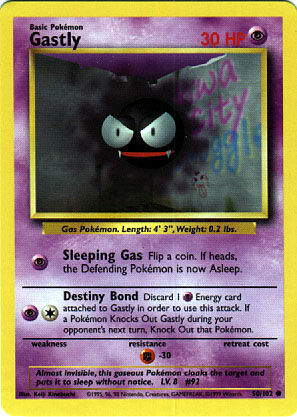 Basic Pokémon
Gastly 30 HP
Gas Pokémon. Length: 4' 3", Weight: 0.2 lbs.
Sleeping Gas Flip a coin. If heads,
the Defending Pokémon is now Asleep.
Destiny Bond Discard 1 Energy card
attached to Gastly in order to use this attack. If
a Pokémon Knocks Out Gastly during your
opponent's next turn, Knock Out that Pokémon.
weakness resistance retreat cost
-30
Almost invisible, this gaseous Pokémon cloaks the target and
puts it to sleep without notice. LV. 8 #92
Illus. Keiji Kinebuchi ©1995, 96, 98 Nintendo, Creatures, GAMEFREAK. ©1999 Wizards. 50/102